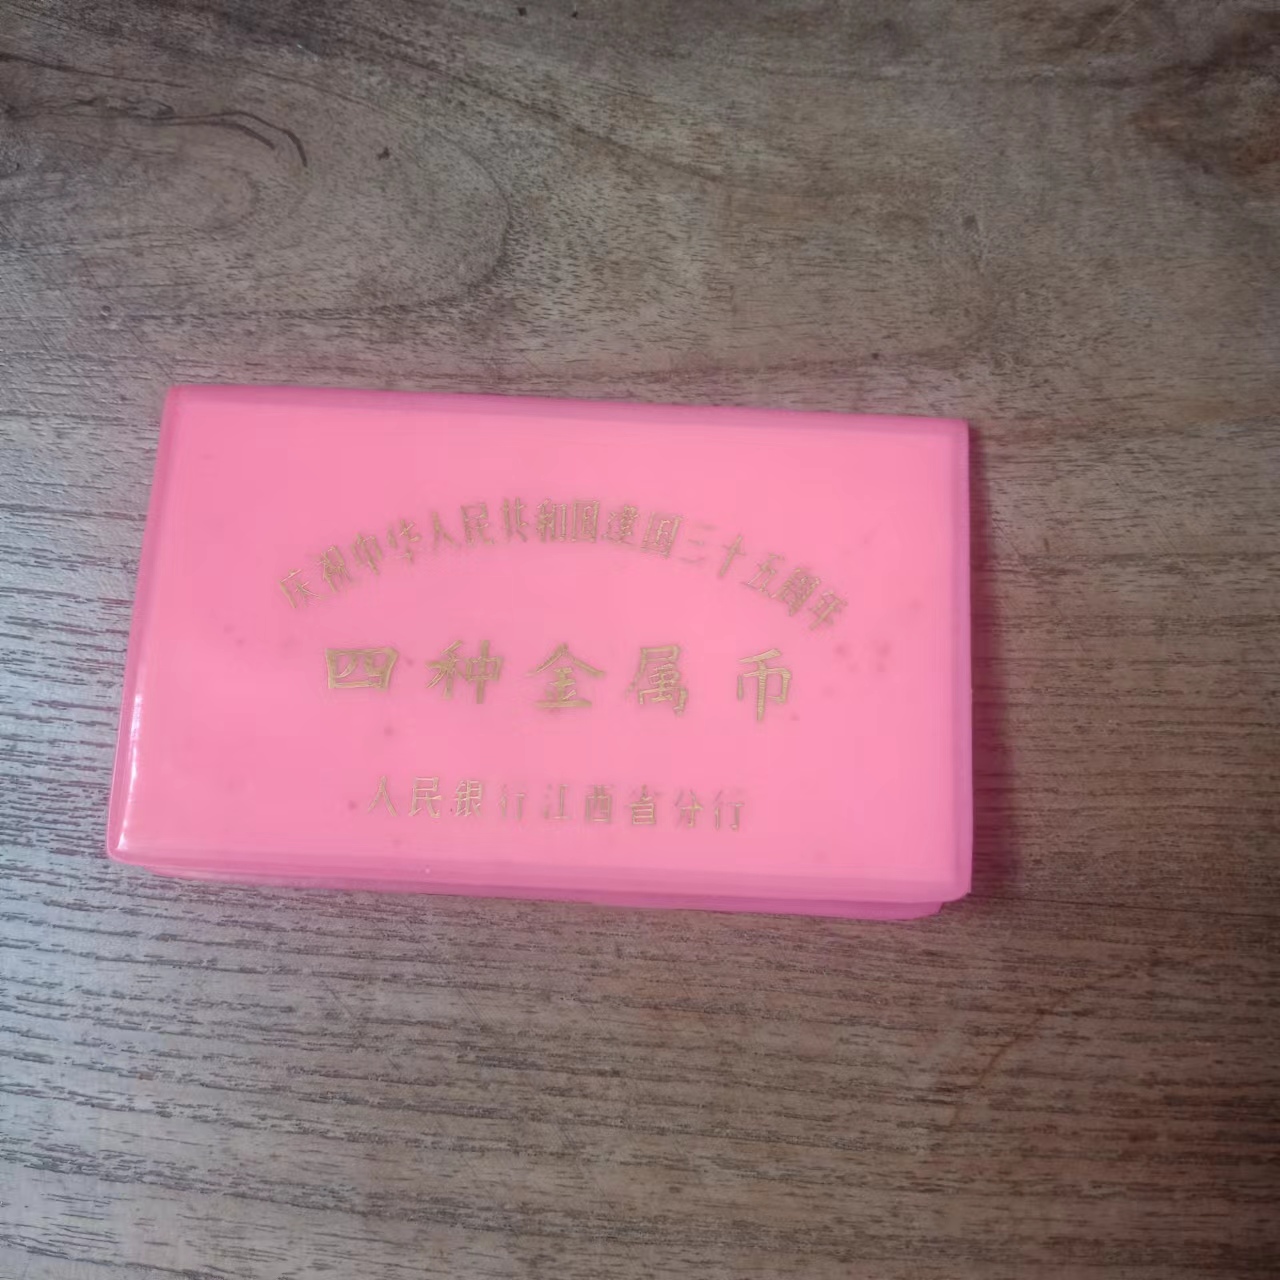 庆祝中华人民共和国建国三十五周年
四种金属币
人民银行江西省分行